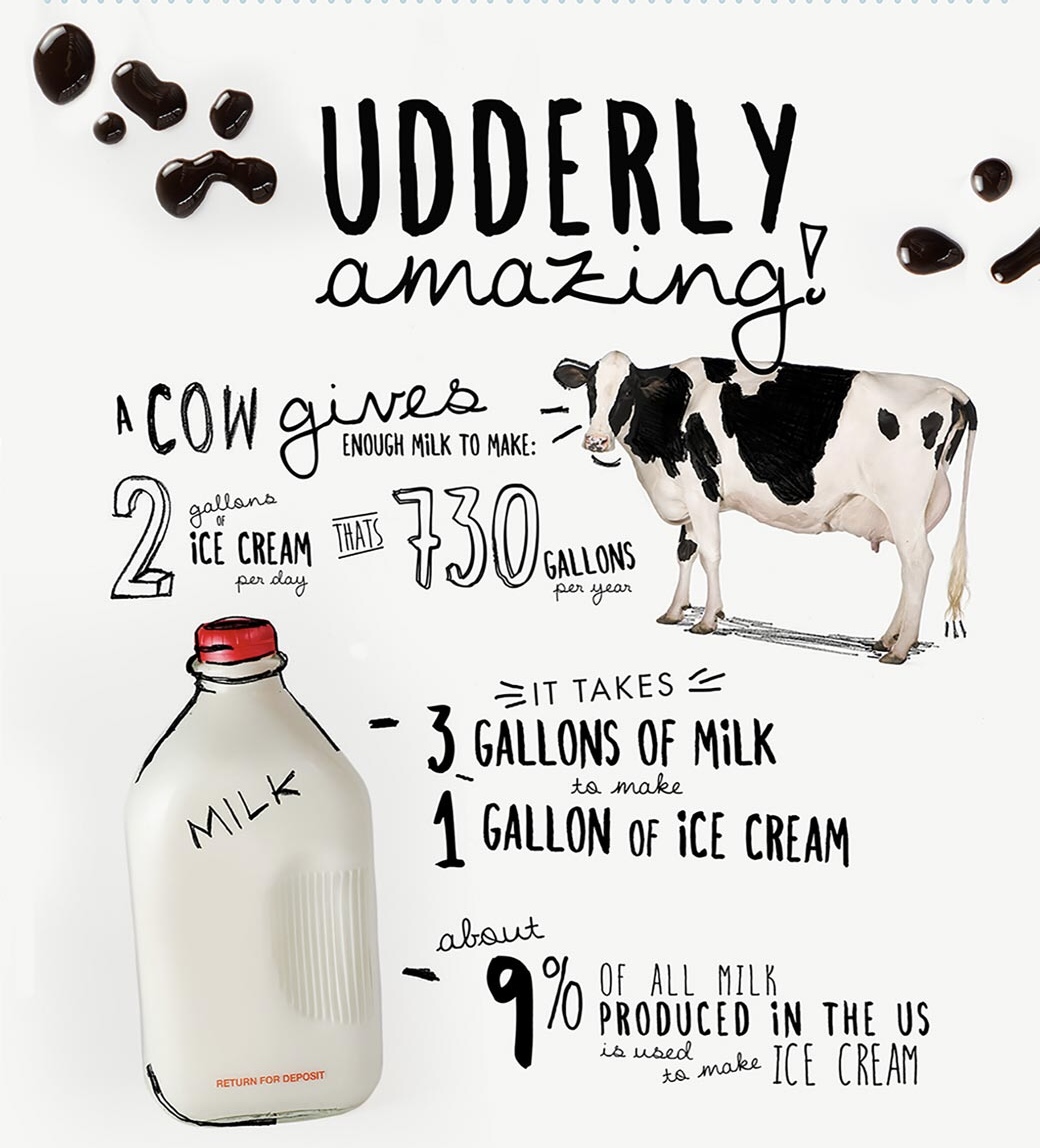 UDDERLY
amazing!
A COW gives
ENOUGH MiLK TO MAKE:
2 gallons OF iCE CREAM per day
THATS
730 GALLONS per year
IT TAKES
3 GALLONS OF MiLK
to make
1 GALLON OF iCE CREAM
MILK
about
9% OF ALL MILK
PRODUCED iN THE US
is used to make ICE CREAM
RETURN FOR DEPOSIT